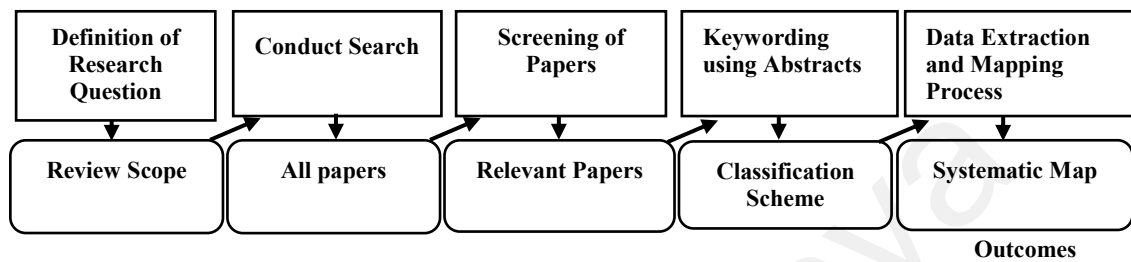 Definition of
Research
Question
Conduct Search
Screening of
Papers
Keywording
using Abstracts
Data Extraction
and Mapping
Process
Review Scope
All papers
Relevant Papers
Classification
Scheme
Systematic Map
Outcomes